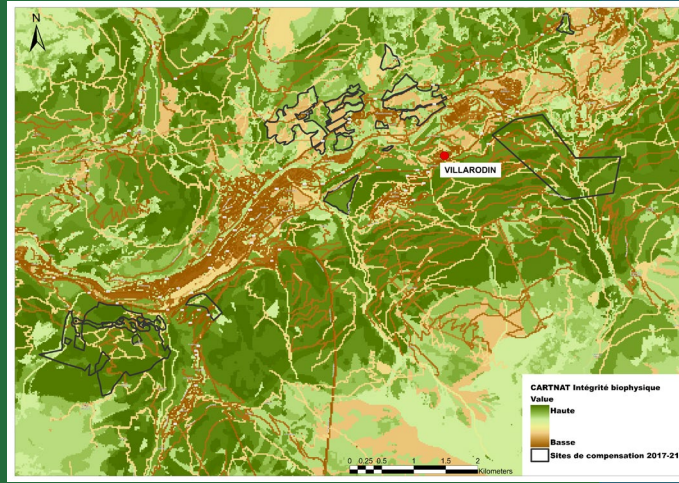 N
VILLARODIN
CARTNAT Intégrité biophysique
Value
Haute
Basse
Sites de compensation 2017-21
0 0.25 0.5 1 1.5 2
Kilometers